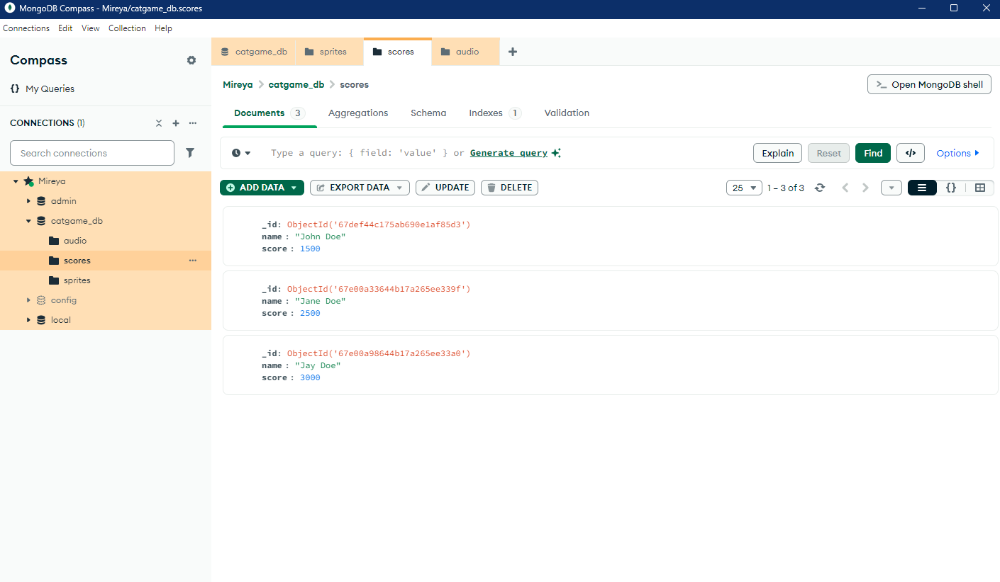 MongoDB Compass - Mireya/catgame_db.scores
Connections Edit View Collection Help
Compass
{} My Queries
CONNECTIONS (1)
Search connections
Mireya
admin
catgame_db
audio
scores
sprites
config
local
catgame_db sprites scores audio
Mireya > catgame_db > scores
>_ Open MongoDB shell
Documents 3 Aggregations Schema Indexes 1 Validation
Type a query: { field: 'value' } or Generate query
Explain Reset Find </> Options
ADD DATA EXPORT DATA UPDATE DELETE
25 1 – 3 of 3 {}
_id: ObjectId('67def44c175ab690e1af85d3')
name : "John Doe"
score : 1500
_id: ObjectId('67e00a33644b17a265ee339f')
name : "Jane Doe"
score : 2500
_id: ObjectId('67e00a98644b17a265ee33a0')
name : "Jay Doe"
score : 3000